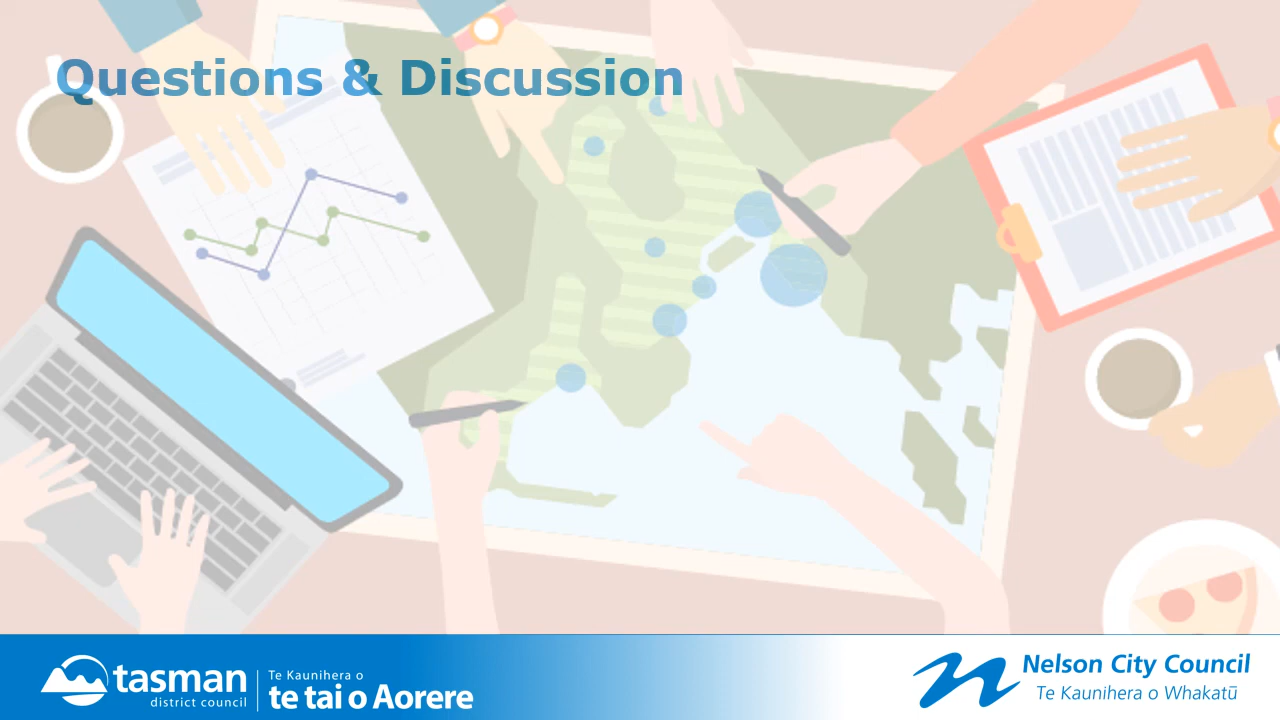 Questions & Discussion
tasman
district council
Te Kaunihera o
te tai o Aorere
Nelson City Council
Te Kaunihera o Whakatū